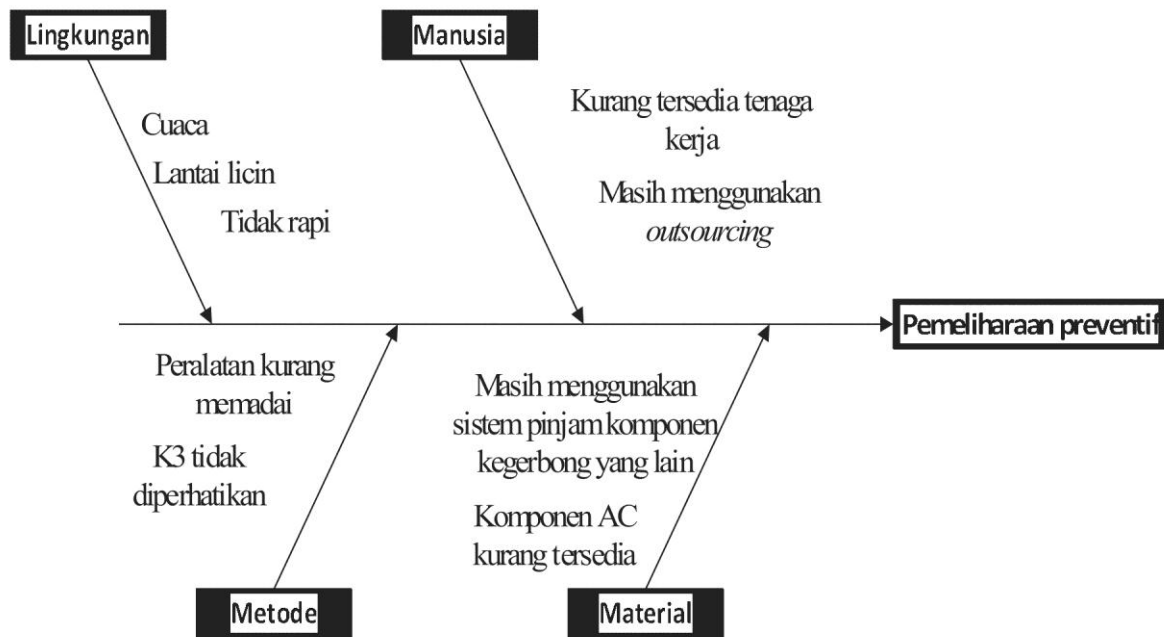 Lingkungan
Manusia
Cuaca
Lantai licin
Tidak rapi
Kurang tersedia tenaga
kerja
Masih menggunakan
outsourcing
Pemeliharaan preventif
Peralatan kurang
memadai
K3 tidak
diperhatikan
Masih menggunakan
sistem pinjam komponen
kegerbong yang lain
Komponen AC
kurang tersedia
Metode
Material